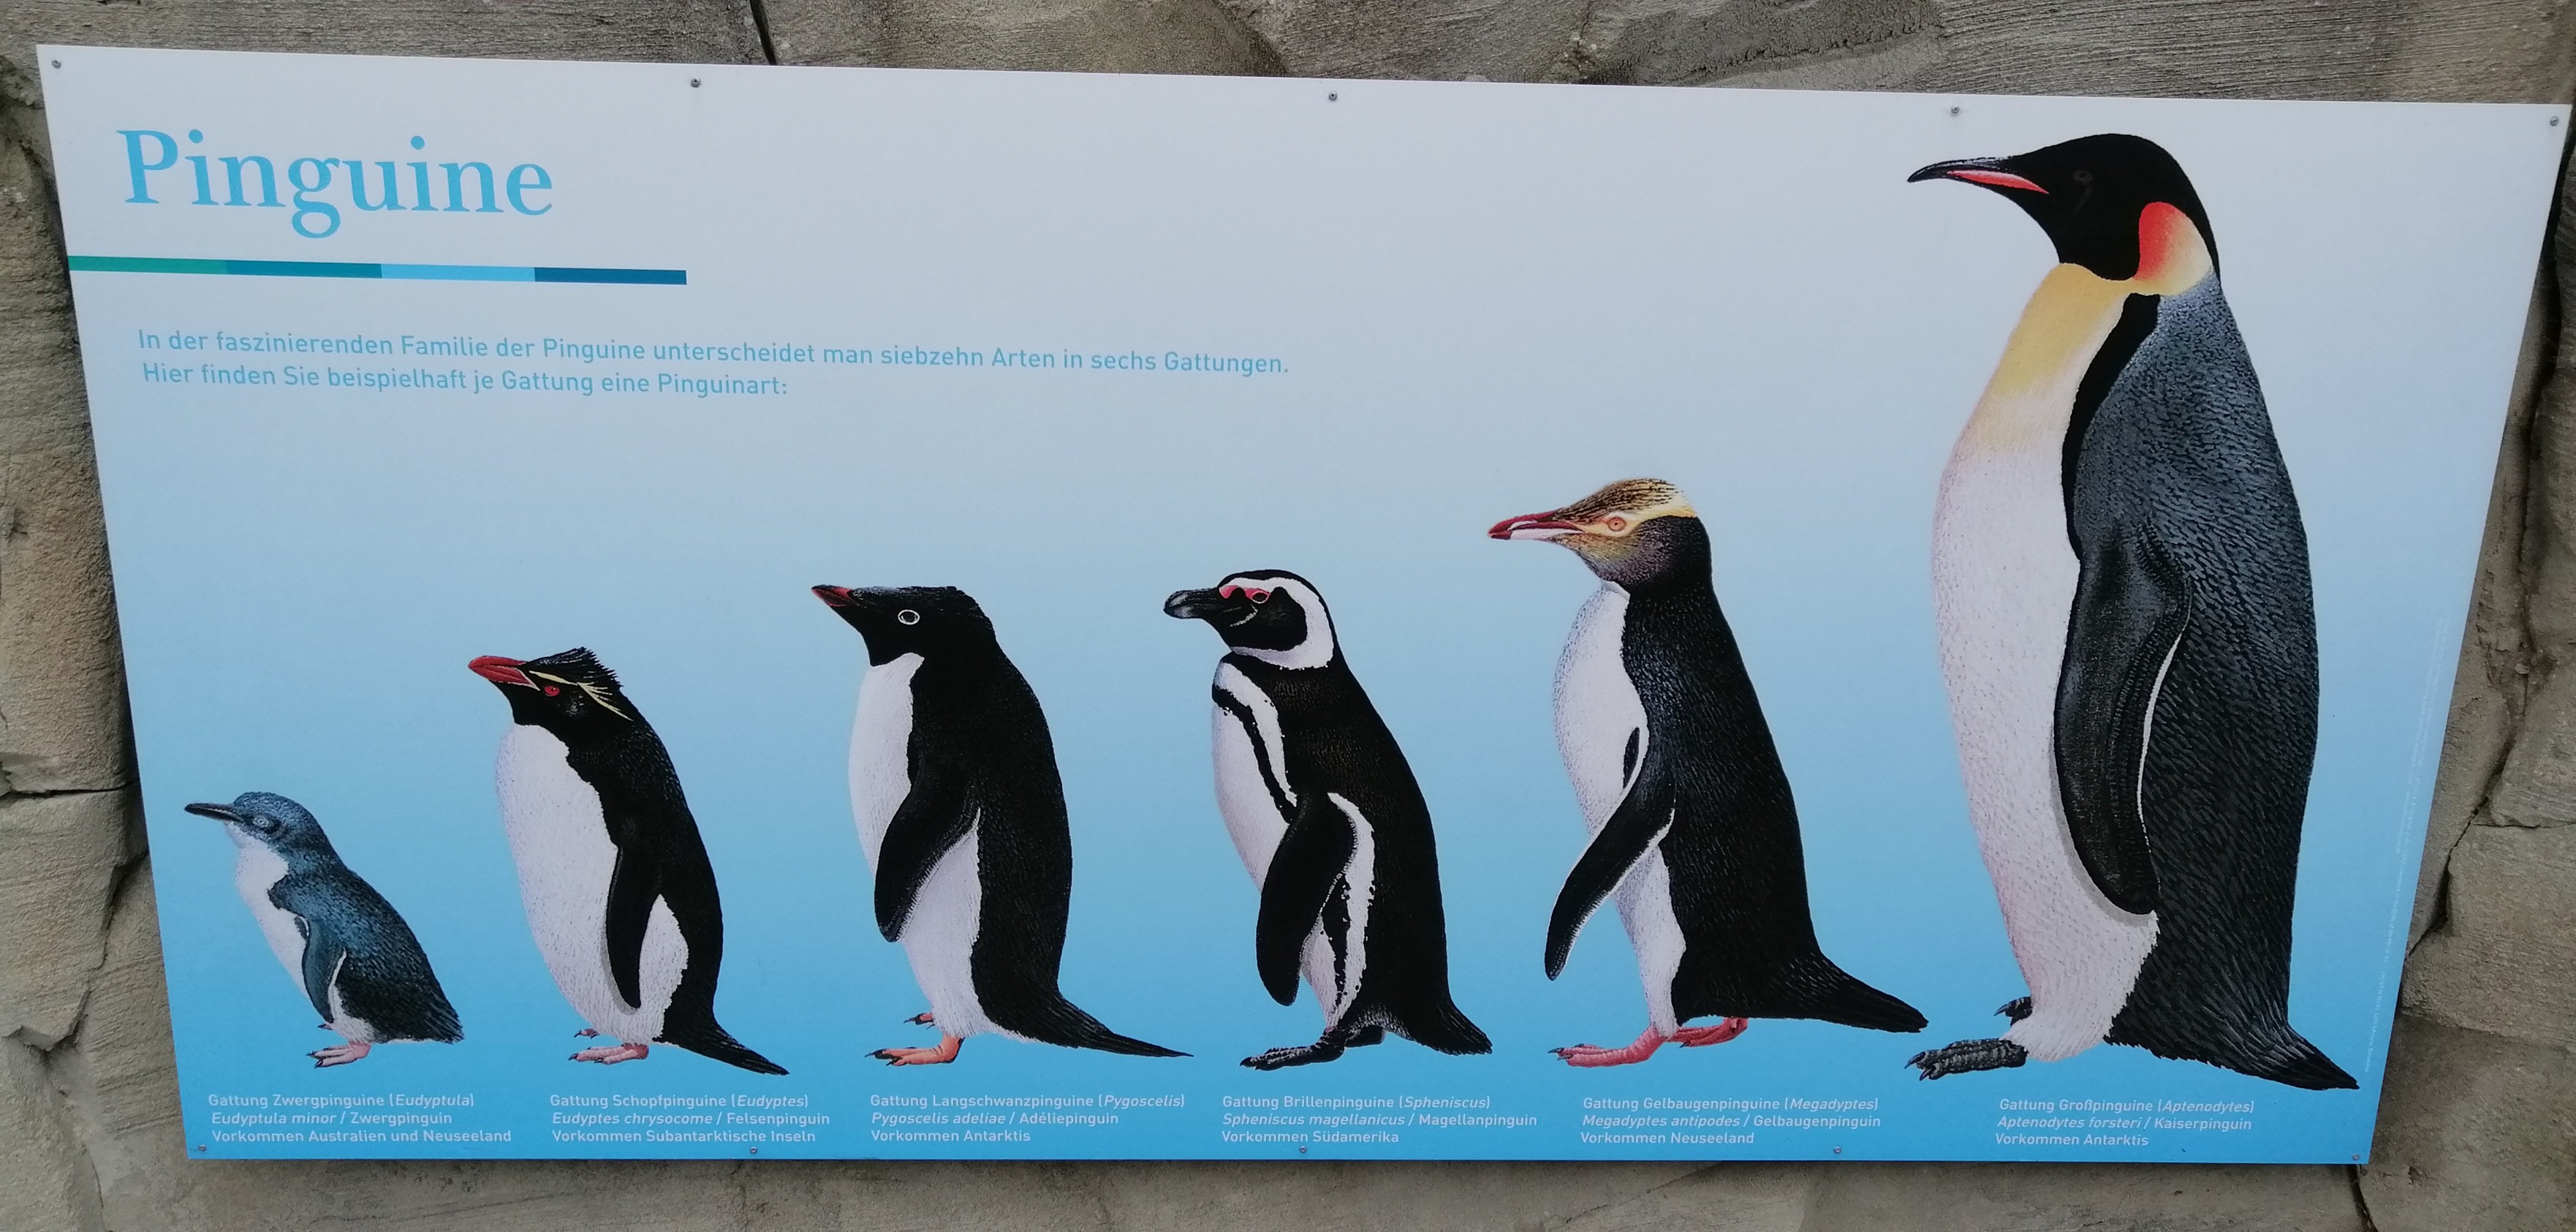 Pinguine
In der faszinierenden Familie der Pinguine unterscheidet man siebzehn Arten in sechs Gattungen.
Hier finden Sie beispielhaft je Gattung eine Pinguinart:
Gattung Zwergpinguine (Eudyptula)
Eudyptula minor / Zwergpinguin
Vorkommen Australien und Neuseeland
Gattung Schopfpinguine (Eudyptes)
Eudyptes chrysocome / Felsenpinguin
Vorkommen Subantarktische Inseln
Gattung Langschwanzpinguine (Pygoscelis)
Pygoscelis adeliae / Adéliepinguin
Vorkommen Antarktis
Gattung Brillenpinguine (Spheniscus)
Spheniscus magellanicus / Magellanpinguin
Vorkommen Südamerika
Gattung Gelbaugenpinguine (Megadyptes)
Megadyptes antipodes / Gelbaugenpinguin
Vorkommen Neuseeland
Gattung Großpinguine (Aptenodytes)
Aptenodytes forsteri / Kaiserpinguin
Vorkommen Antarktis